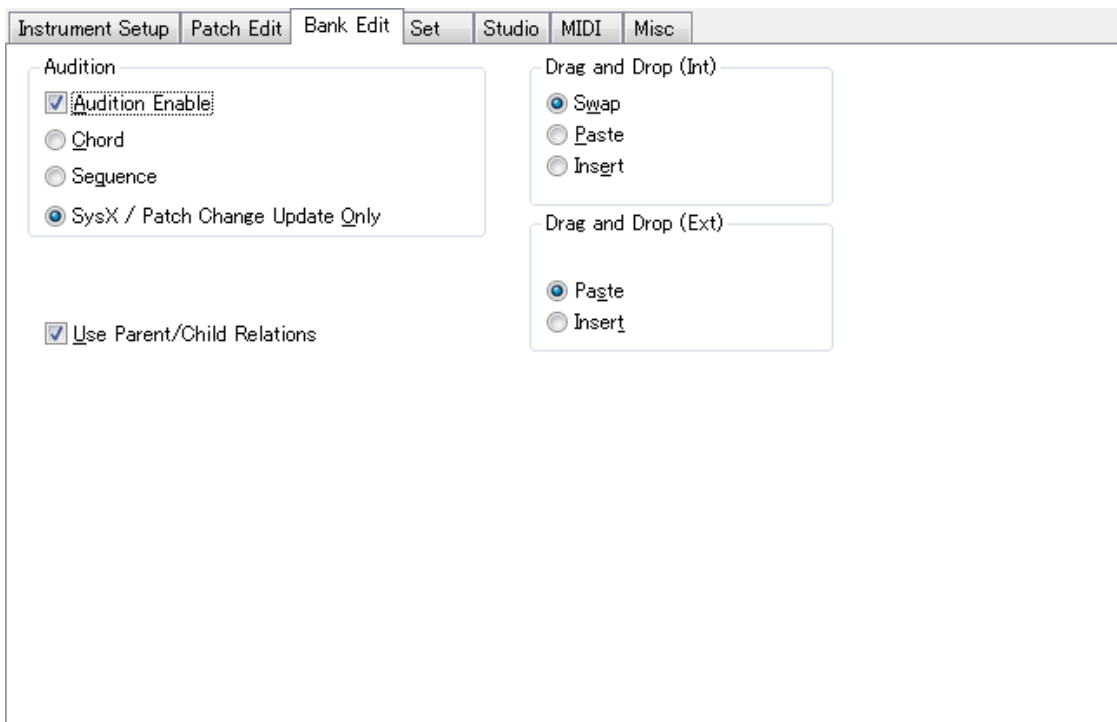 Instrument Setup Patch Edit Bank Edit Set Studio MIDI Misc
Audition
Audition Enable
Chord
Sequence
SysX / Patch Change Update Only
Use Parent/Child Relations
Drag and Drop (Int)
Swap
Paste
Insert
Drag and Drop (Ext)
Paste
Insert